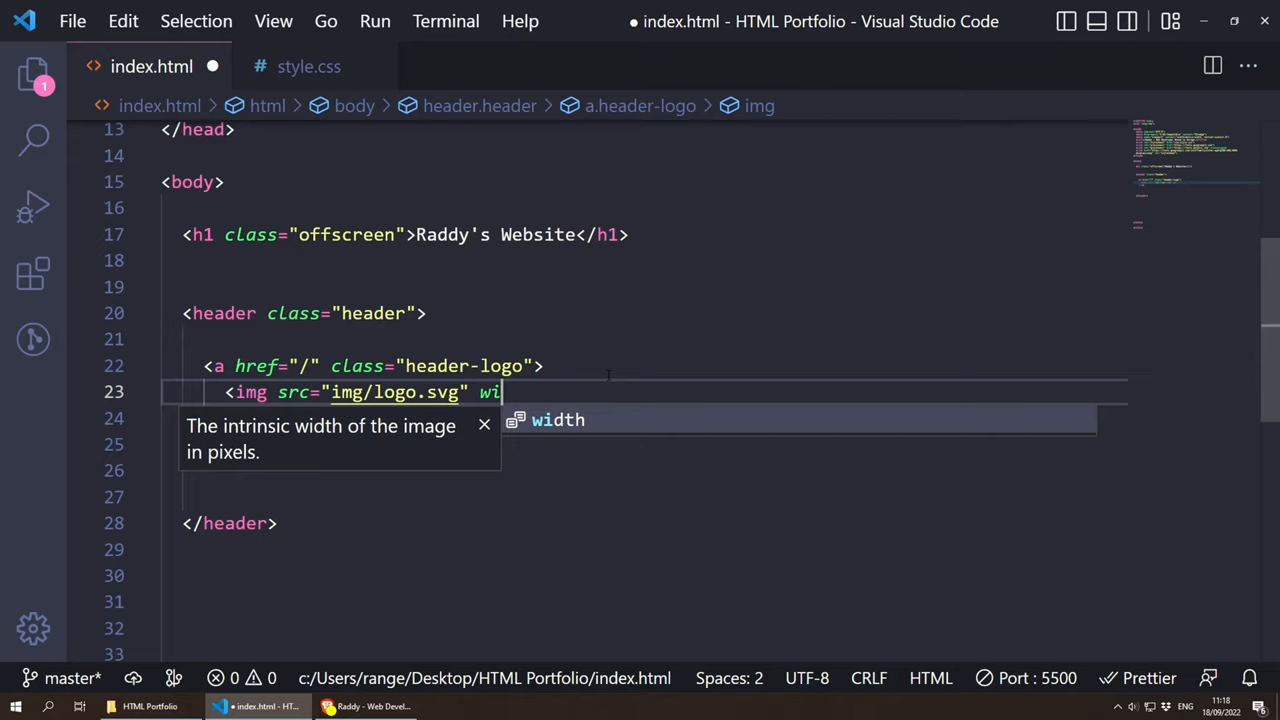 File Edit Selection View Go Run Terminal Help ● index.html - HTML Portfolio - Visual Studio Code
1
<> index.html ● # style.css
<> index.html > html > body > header.header > a.header-logo > img
13 </head>
14
15 <body>
16
17 <h1 class="offscreen">Raddy's Website</h1>
18
19
20 <header class="header">
21
22 <a href="/" class="header-logo">
23 <img src="img/logo.svg" wi
24 The intrinsic width of the image width
25 in pixels.
26
27
28 </header>
29
30
31
32
33
master* 0 0 c:/Users/range/Desktop/HTML Portfolio/index.html Spaces: 2 UTF-8 CRLF HTML Port : 5500 Prettier
HTML Portfolio ● index.html - HT... Raddy - Web Devel... ENG 11:18
18/09/2022 6